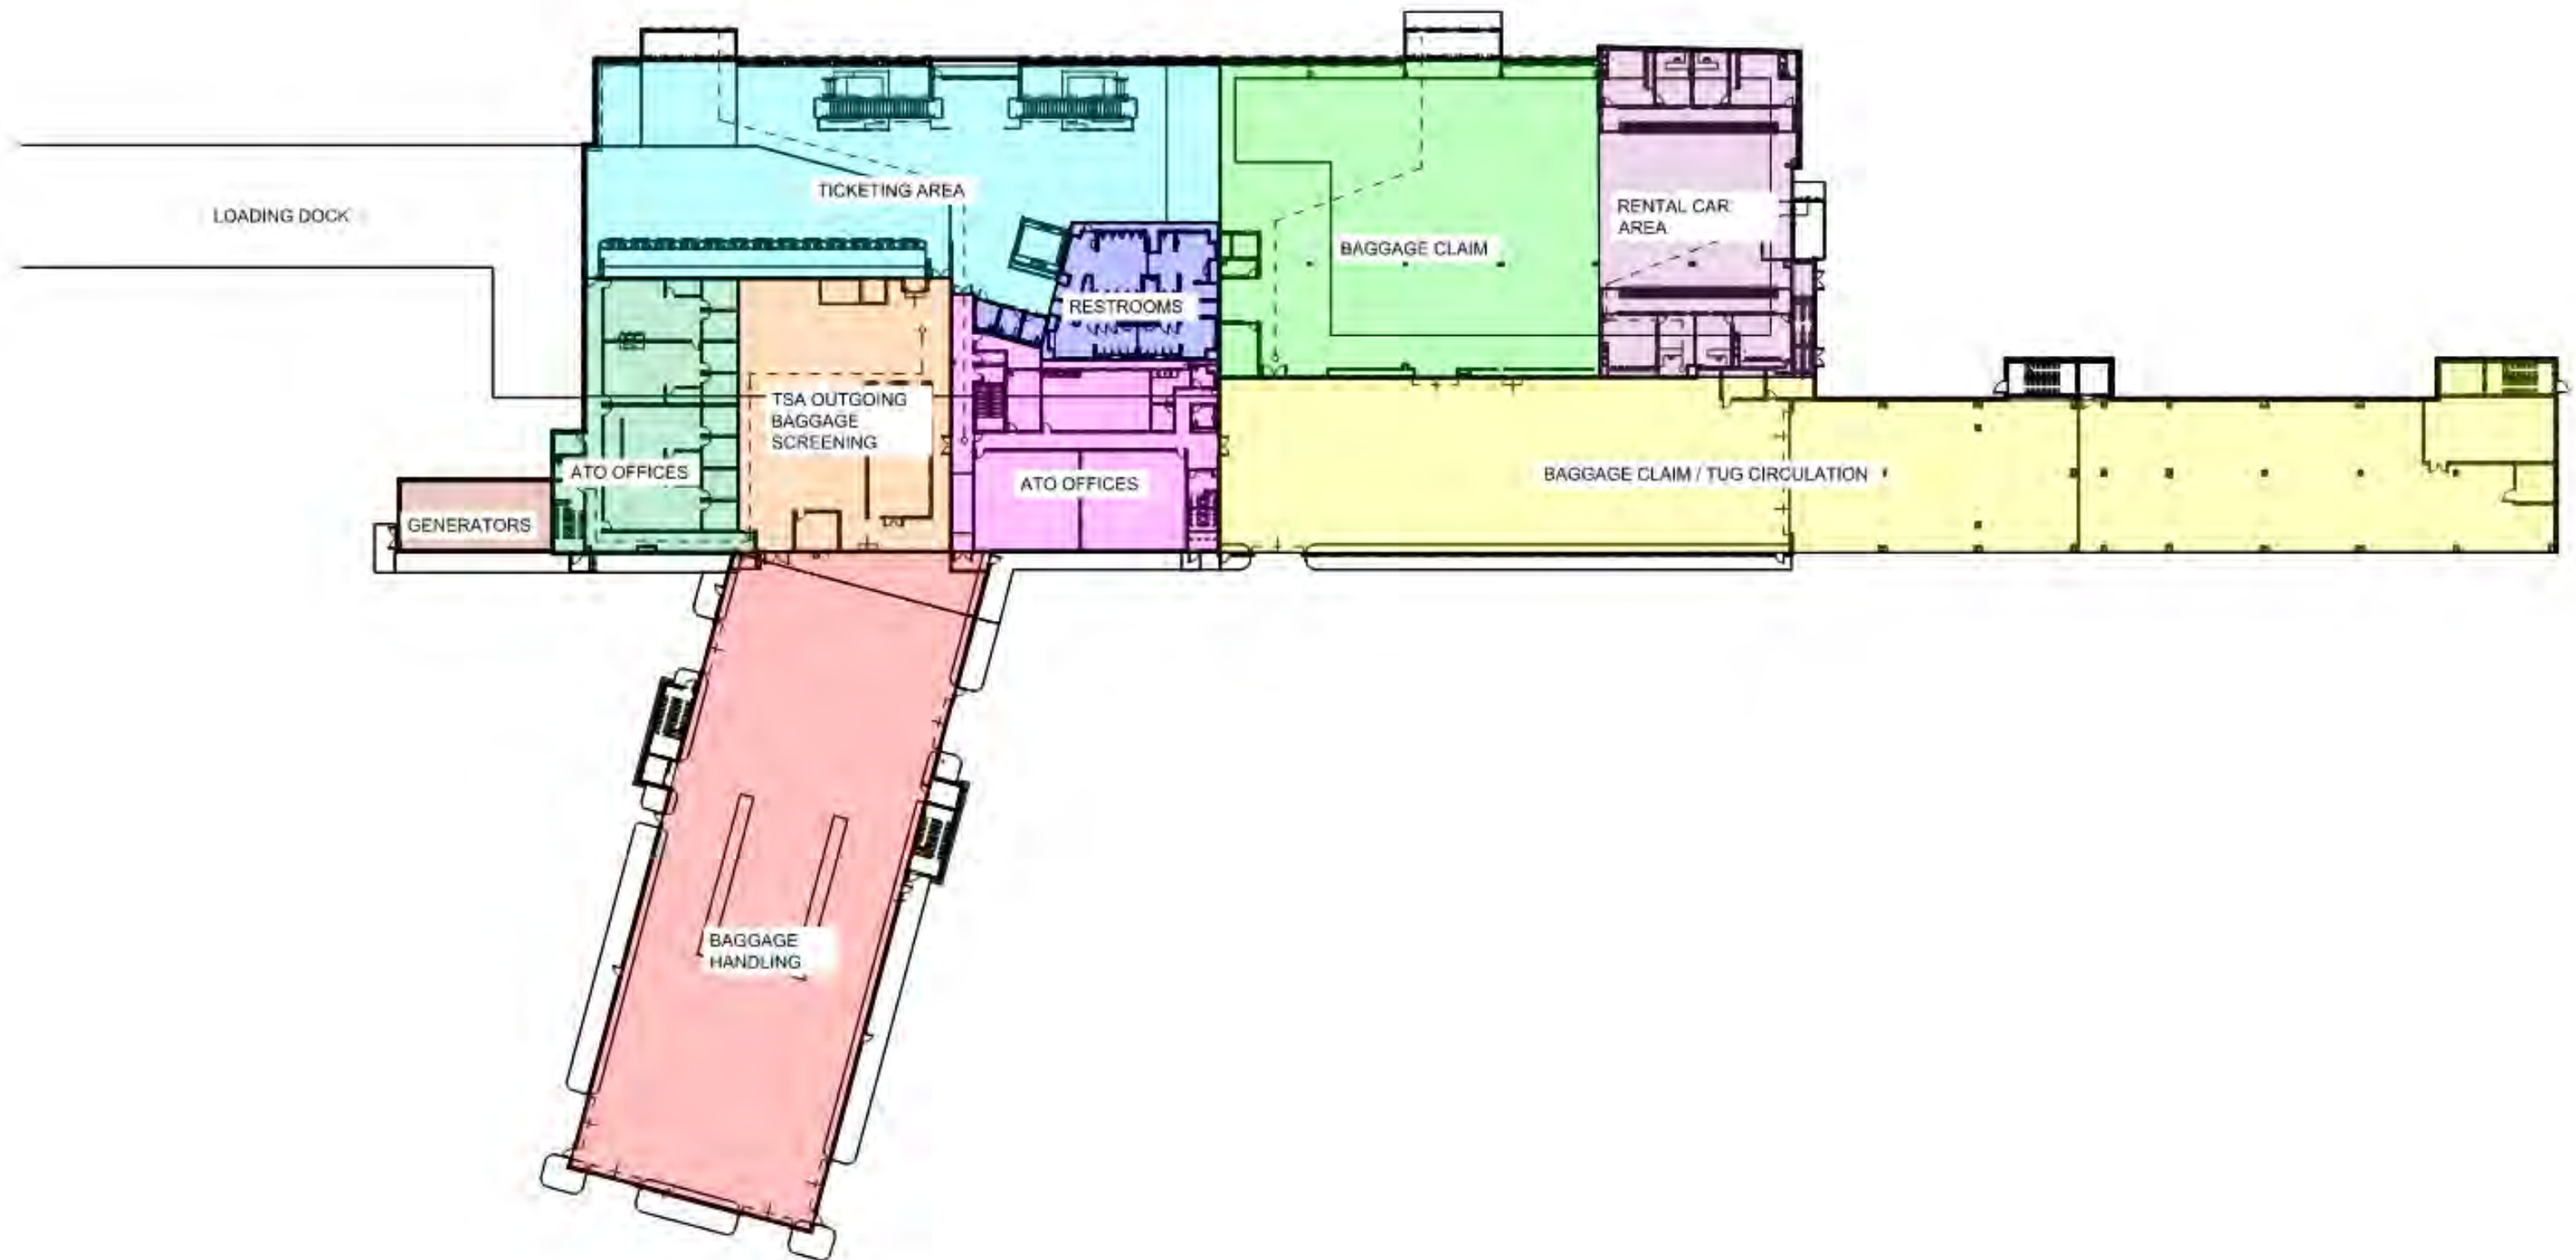 TICKETING AREA
LOADING DOCK
RENTAL CAR
AREA
BAGGAGE CLAIM
RESTROOMS
TSA OUTGOING
BAGGAGE
SCREENING
ATO OFFICES
ATO OFFICES
BAGGAGE CLAIM / TUG CIRCULATION
GENERATORS
BAGGAGE
HANDLING